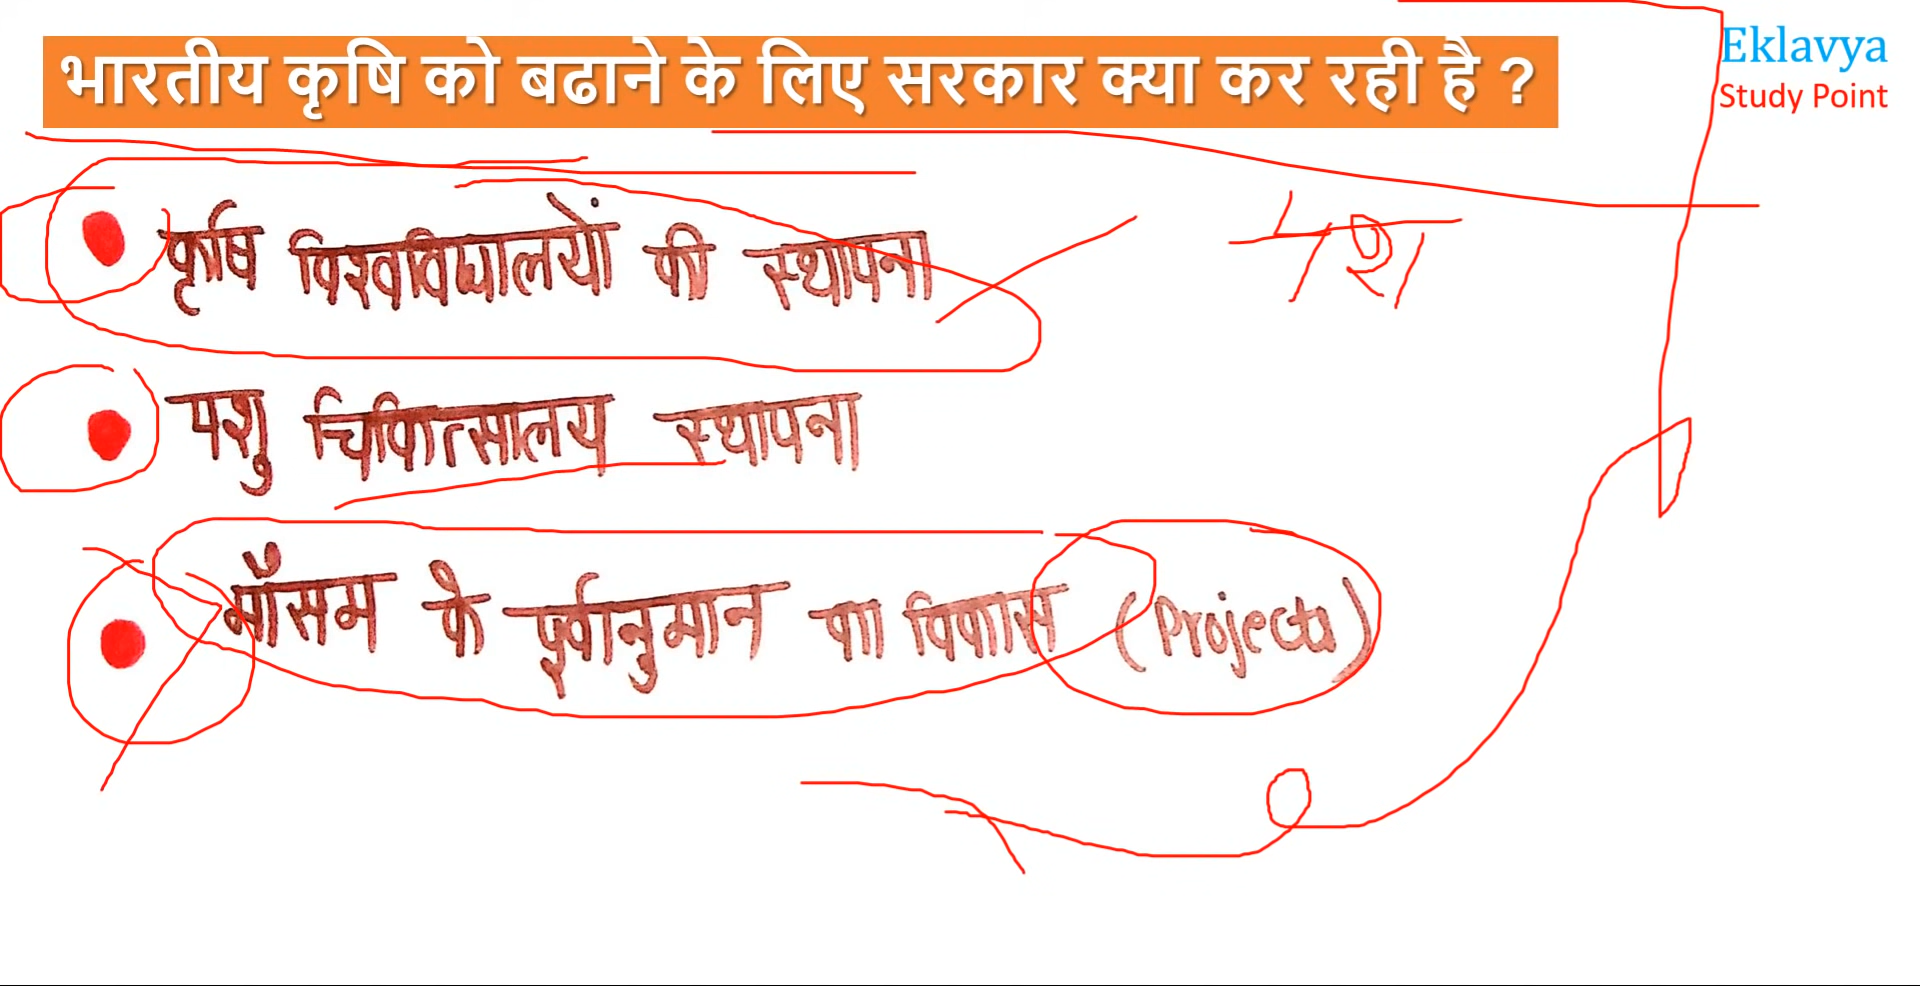 भारतीय कृषि को बढाने के लिए सरकार क्या कर रही है ?
Eklavya
Study Point
कृषि विश्वविद्यालयों की स्थापना
पशु चिकित्सालय स्थापना
मौसम के पूर्वानुमान का विकास (Projects)